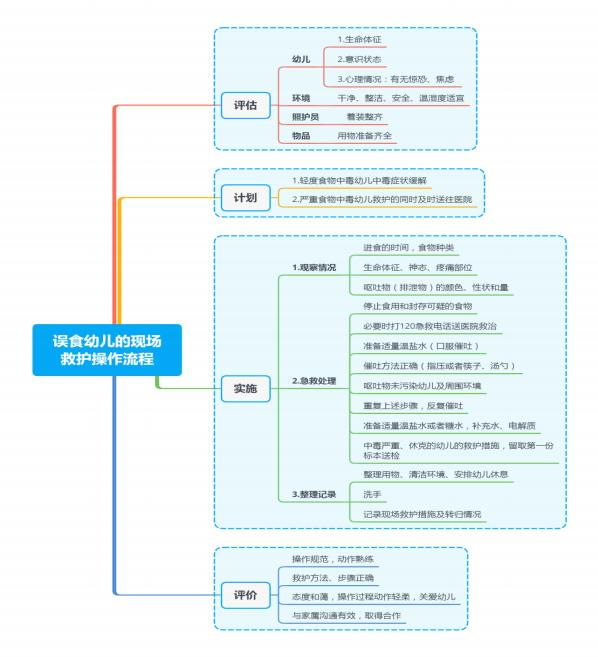 误食幼儿的现场
救护操作流程
评估
幼儿
1.生命体征
2.意识状态
3.心理情况：有无惊恐、焦虑
环境
干净、整洁、安全、温湿度适宜
照护员
着装整齐
物品
用物准备齐全
计划
1.轻度食物中毒幼儿中毒症状缓解
2.严重食物中毒幼儿救护的同时及时送往医院
实施
1.观察情况
进食的时间，食物种类
生命体征、神志、疼痛部位
呕吐物（排泄物）的颜色、性状和量
2.急救处理
停止食用和封存可疑的食物
必要时打120急救电话送医院救治
准备适量温盐水（口服催吐）
催吐方法正确（指压或者筷子、汤勺）
呕吐物未污染幼儿及周围环境
重复上述步骤，反复催吐
准备适量温盐水或者糖水，补充水、电解质
中毒严重、休克的幼儿的救护措施，留取第一份
标本送检
3.整理记录
整理用物、清洁环境、安排幼儿休息
洗手
记录现场救护措施及转归情况
评价
操作规范，动作熟练
救护方法、步骤正确
态度和蔼，操作过程动作轻柔，关爱幼儿
与家属沟通有效，取得合作